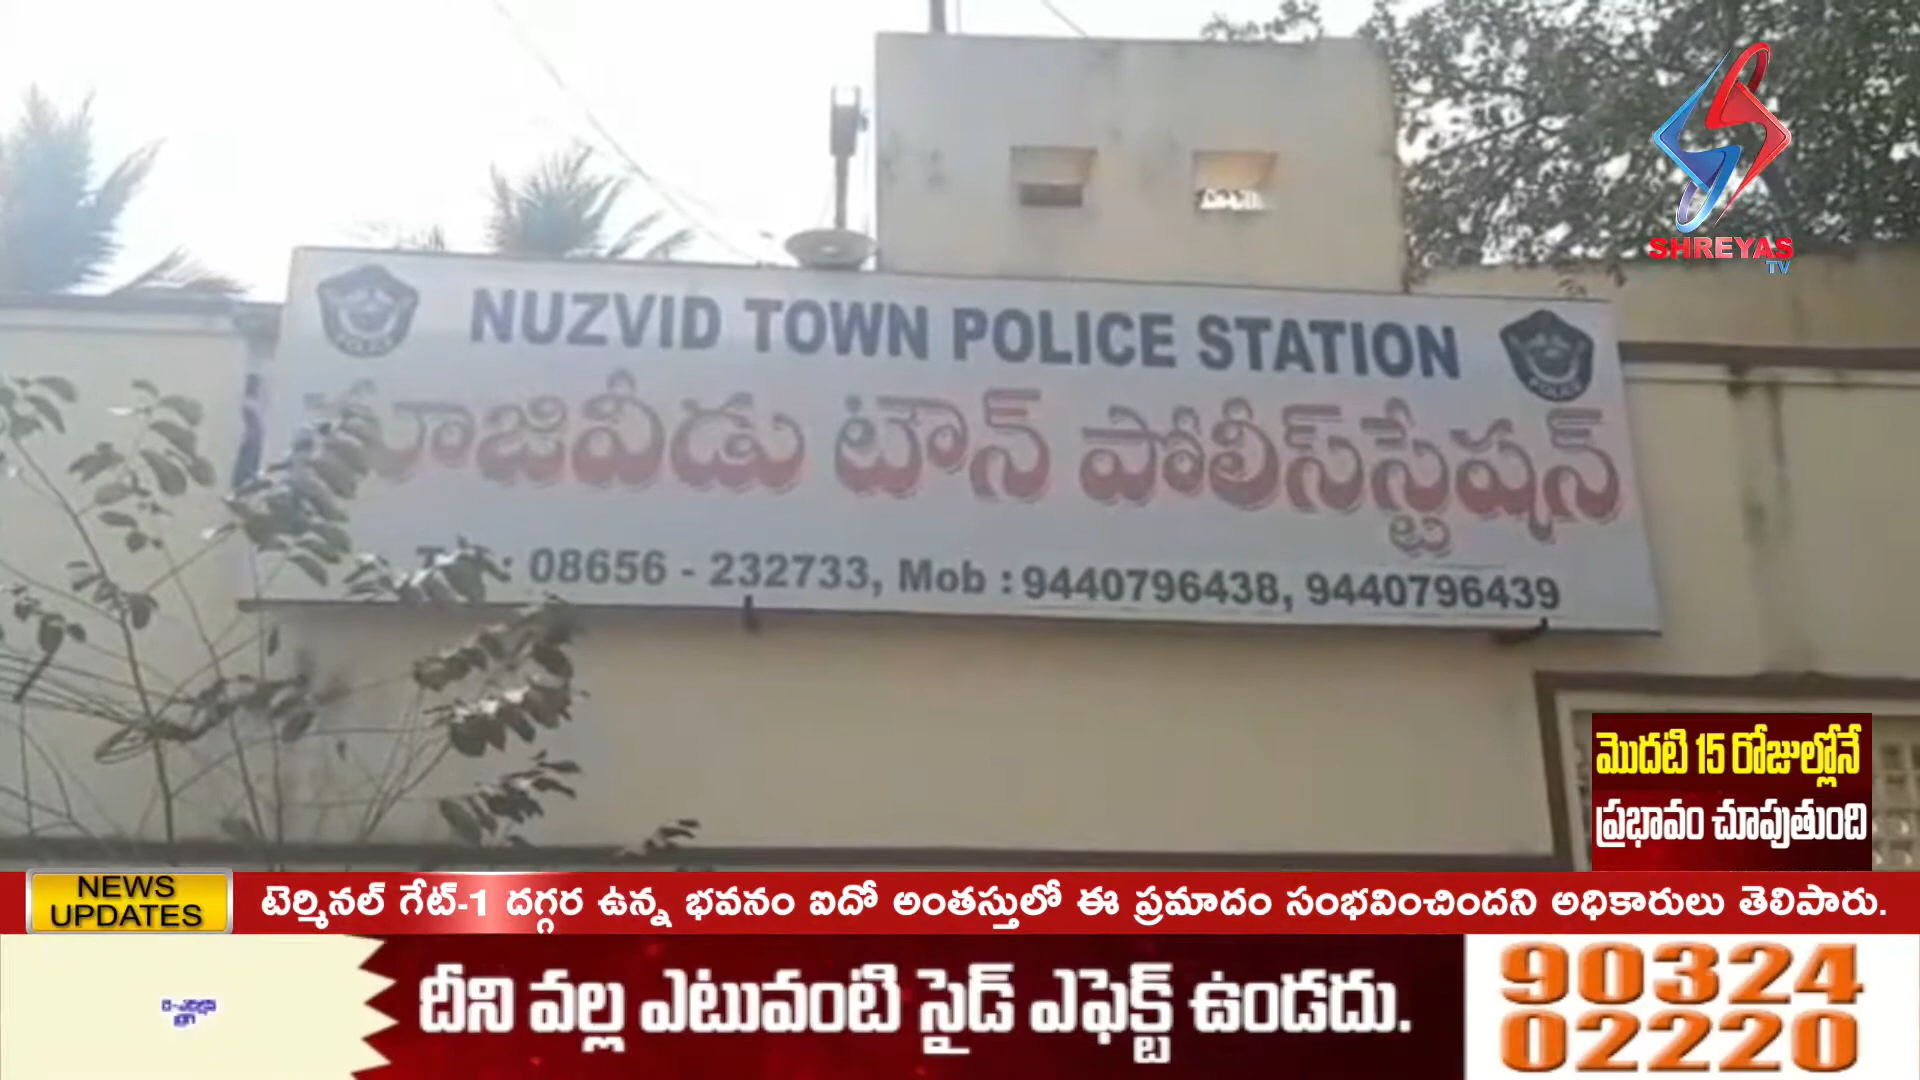 SHREYAS
TV
NUZVID TOWN POLICE STATION
నూజివీడు టౌన్ పోలీస్‌స్టేషన్
POLICE
: 08656 - 232733, Mob : 9440796438, 9440796439
మొదటి 15 రోజుల్లోనే
ప్రభావం చూపుతుంది
NEWS
UPDATES
టెర్మినల్ గేట్-1 దగ్గర ఉన్న భవనం ఐదో అంతస్తులో ఈ ప్రమాదం సంభవించిందని అధికారులు తెలిపారు.
దీని వల్ల ఎటువంటి సైడ్ ఎఫెక్ట్ ఉండదు.
90324
02220